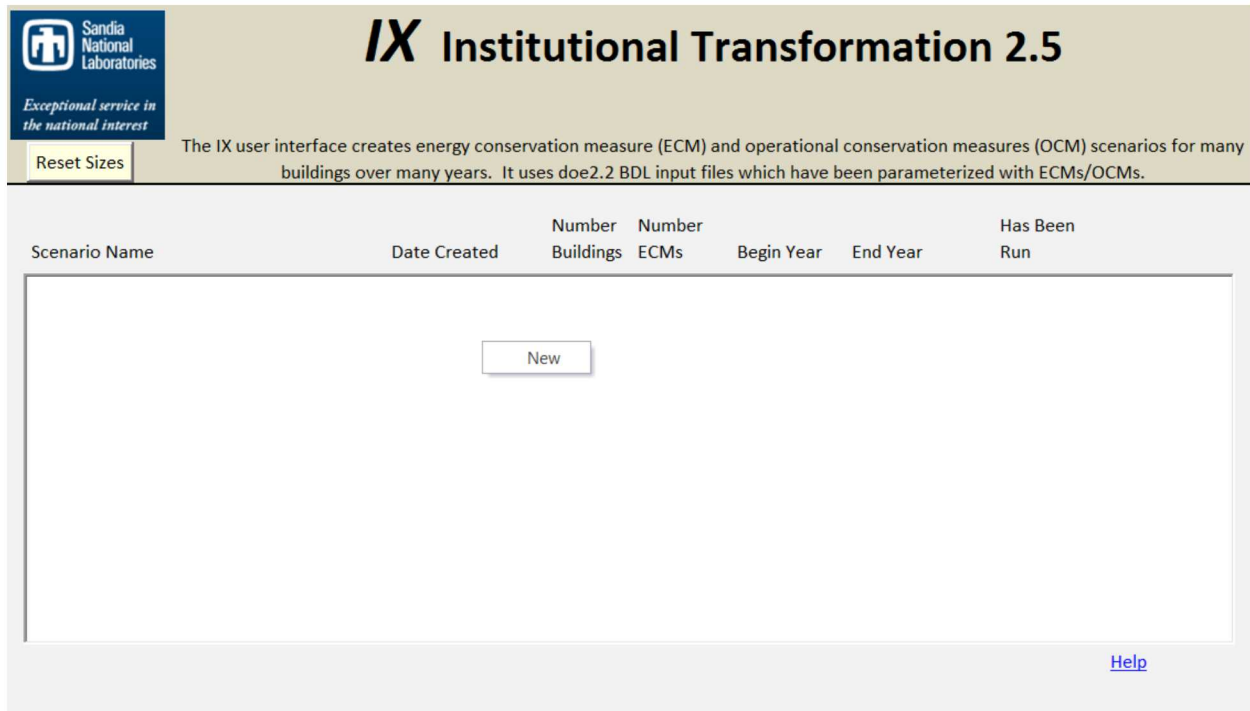 Sandia
National
Laboratories
Exceptional service in
the national interest
IX Institutional Transformation 2.5
Reset Sizes
The IX user interface creates energy conservation measure (ECM) and operational conservation measures (OCM) scenarios for many
buildings over many years. It uses doe2.2 BDL input files which have been parameterized with ECMs/OCMs.
Number Number Has Been
Scenario Name Date Created Buildings ECMs Begin Year End Year Run
New
Help